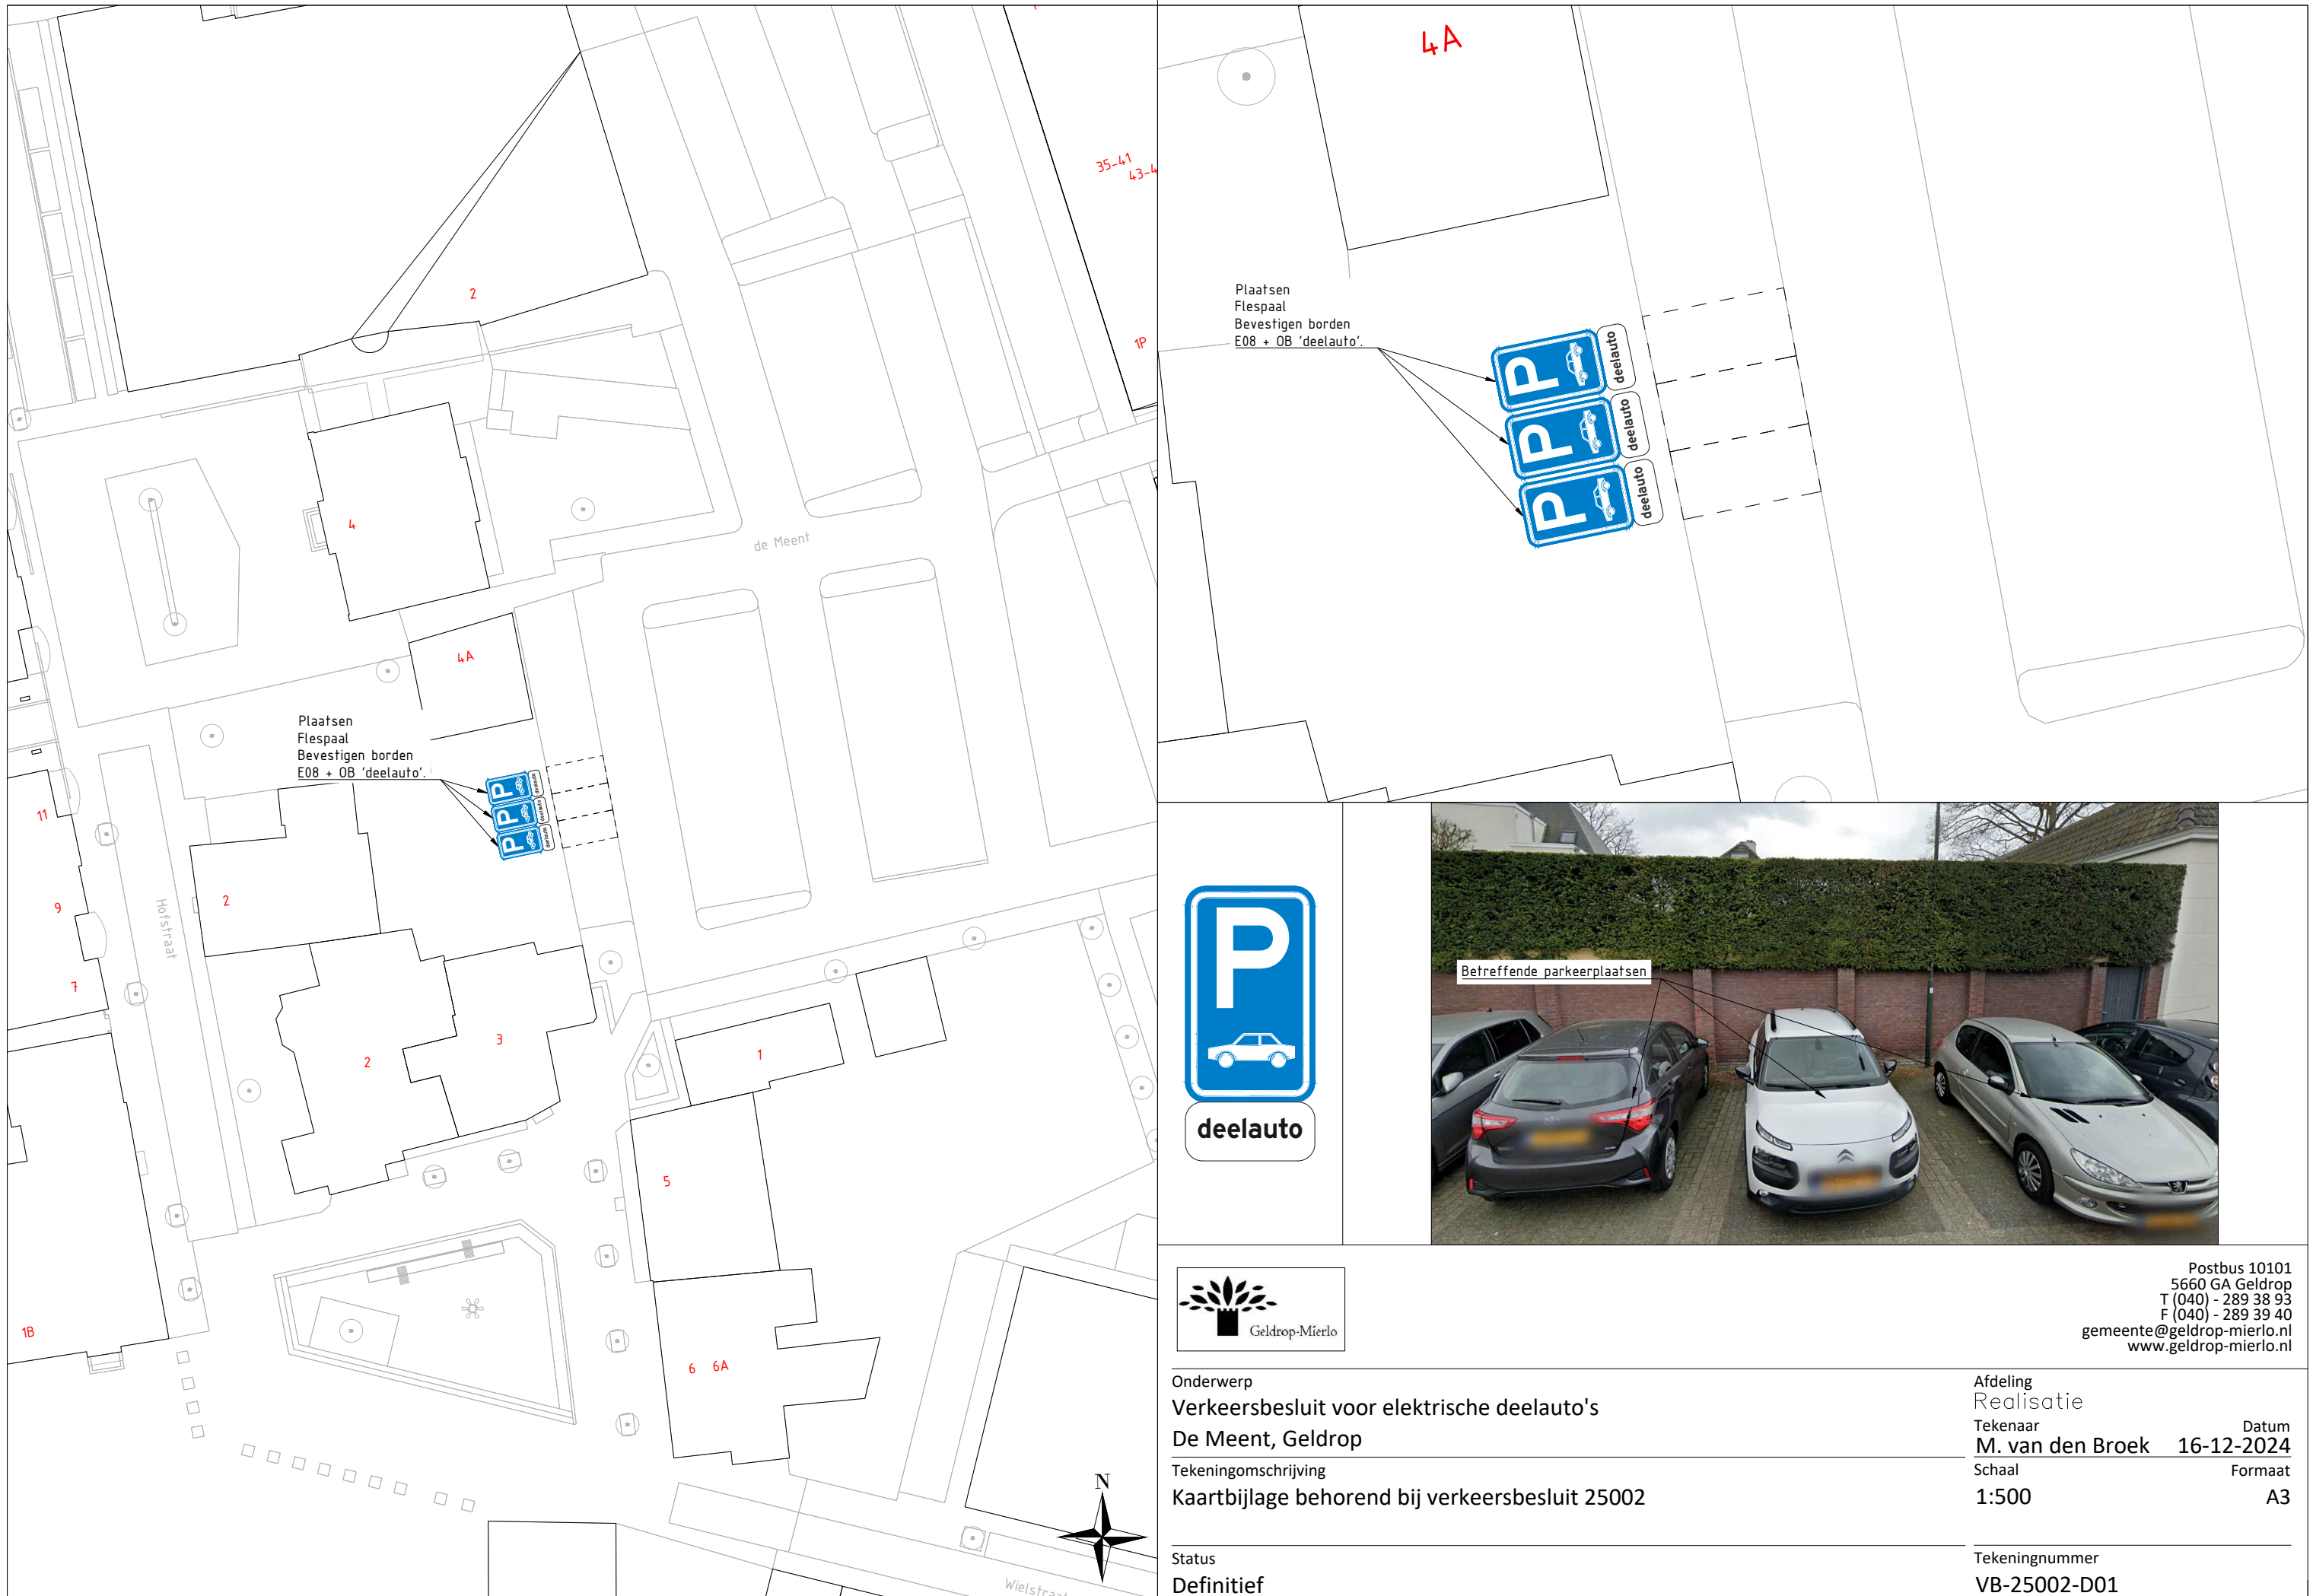 2
35-41
43-4
1P
4
de Meent
4A
Plaatsen
Flespaal
Bevestigen borden
E08 + OB 'deelauto'.
P
deelauto
P
deelauto
P
deelauto
11
9
7
Hofstraat
2
2
3
1
5
6 6A
1B
N
4A
Plaatsen
Flespaal
Bevestigen borden
E08 + OB 'deelauto'.
P
deelauto
P
deelauto
P
deelauto
P
deelauto
Betreffende parkeerplaatsen
Geldrop-Mierlo
Postbus 10101
5660 GA Geldrop
T (040) - 289 38 93
F (040) - 289 39 40
gemeente@geldrop-mierlo.nl
www.geldrop-mierlo.nl
Onderwerp
Verkeersbesluit voor elektrische deelauto's
De Meent, Geldrop
Afdeling
Realisatie
Tekenaar Datum
M. van den Broek 16-12-2024
Tekeningomschrijving
Kaartbijlage behorend bij verkeersbesluit 25002
Schaal Formaat
1:500 A3
Status
Definitief
Tekeningnummer
VB-25002-D01